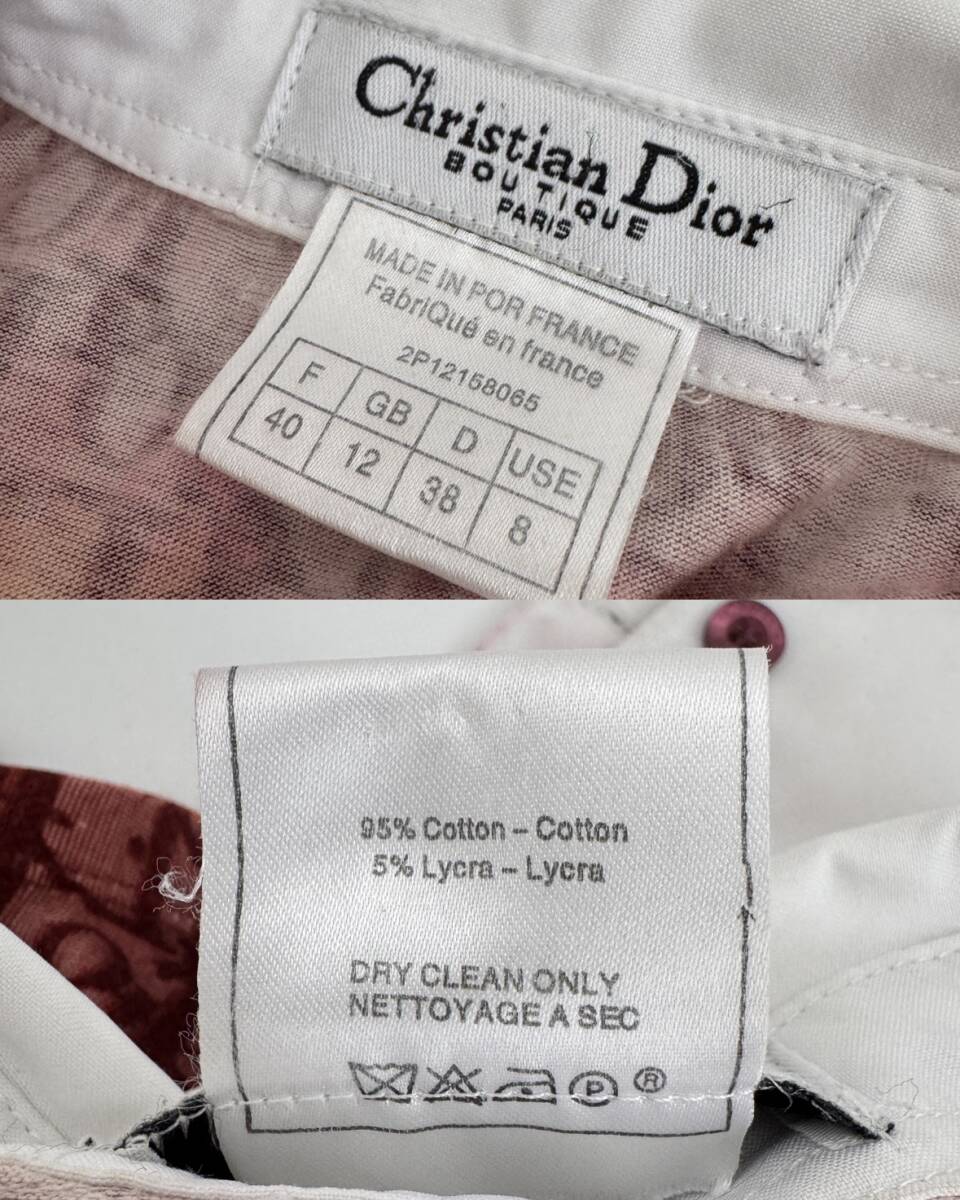 Christian Dior
BOUTIQUE
PARIS
MADE IN POR FRANCE
FabriQué en france
2P12158065
F GB D USE
40 12 38 8
95% Cotton – Cotton
5% Lycra – Lycra
DRY CLEAN ONLY
NETTOYAGE A SEC
P ®